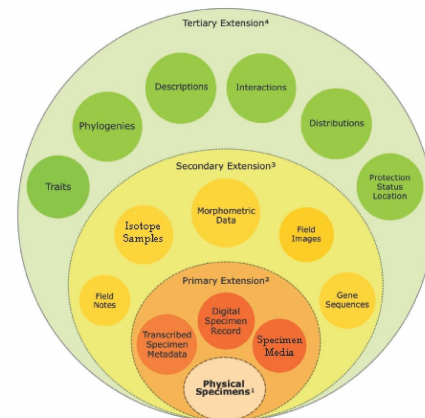 Tertiary Extension⁴
Descriptions
Interactions
Phylogenies
Distributions
Traits
Protection
Status
Location
Secondary Extension³
Morphometric
Data
Isotope
Samples
Field
Images
Field
Notes
Gene
Sequences
Primary Extension²
Digital
Specimen
Record
Transcribed
Specimen
Metadata
Specimen
Media
Physical
Specimens¹